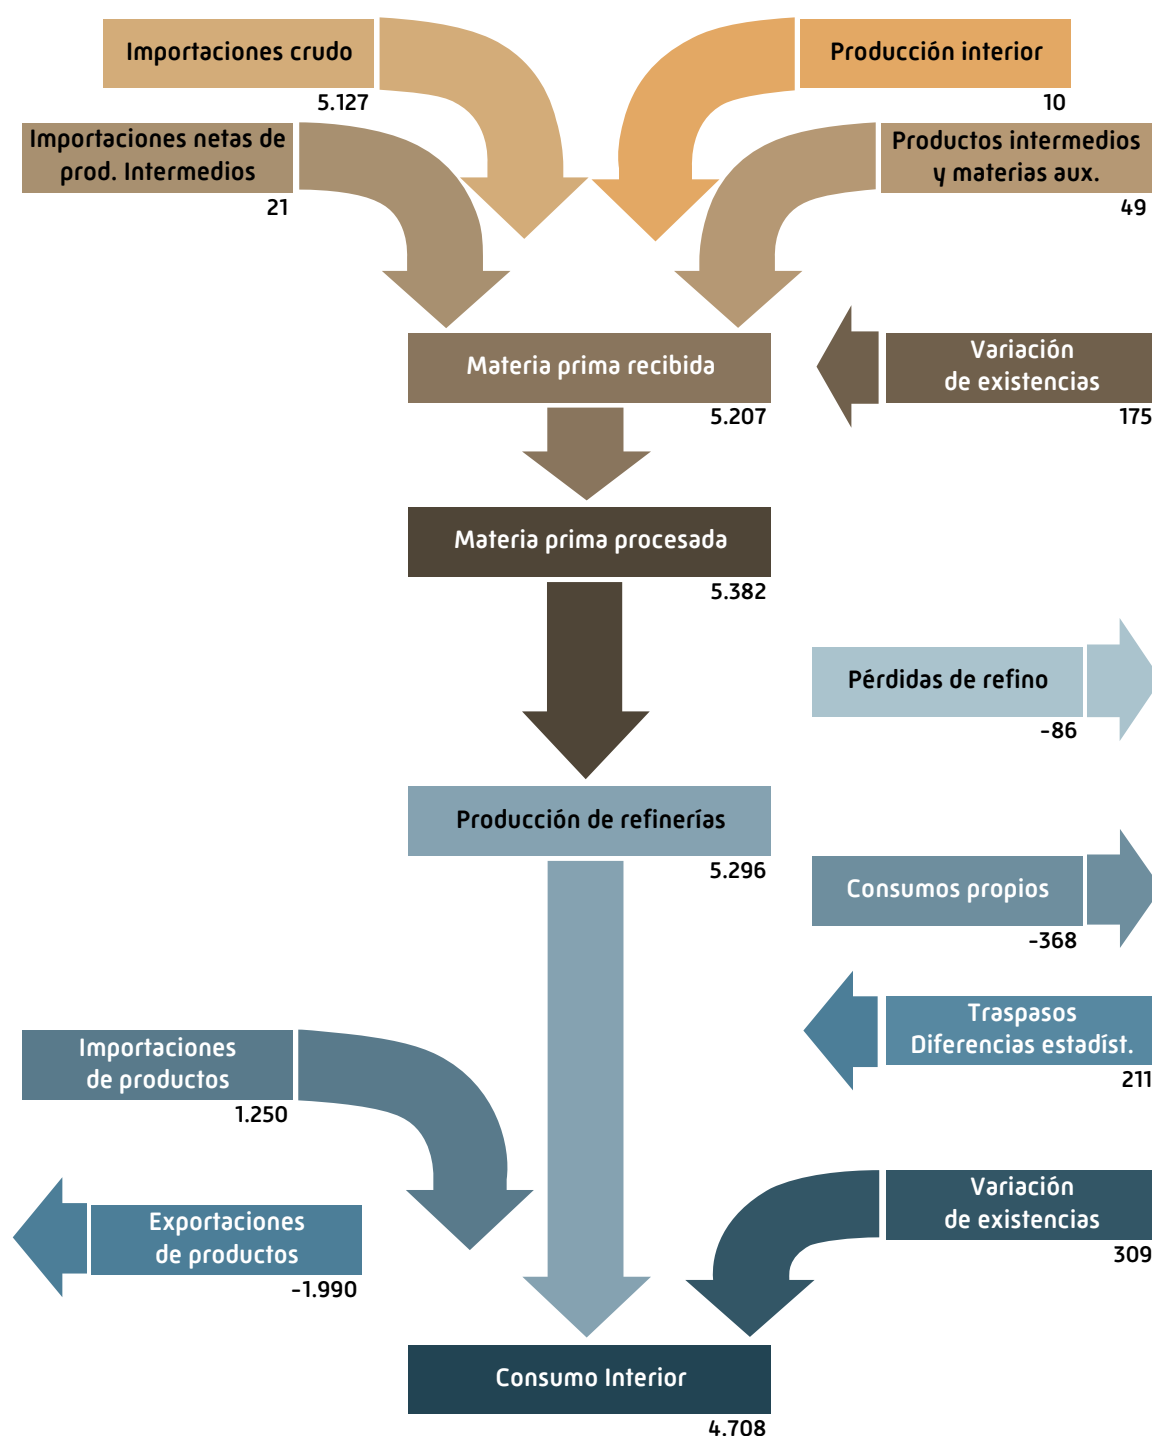 Importaciones crudo
5.127
Producción interior
10
Importaciones netas de
prod. Intermedios
21
Productos intermedios
y materias aux.
49
Materia prima recibida
5.207
Variación
de existencias
175
Materia prima procesada
5.382
Pérdidas de refino
-86
Producción de refinerías
5.296
Consumos propios
-368
Traspasos
Diferencias estadíst.
211
Importaciones
de productos
1.250
Variación
de existencias
309
Exportaciones
de productos
-1.990
Consumo Interior
4.708